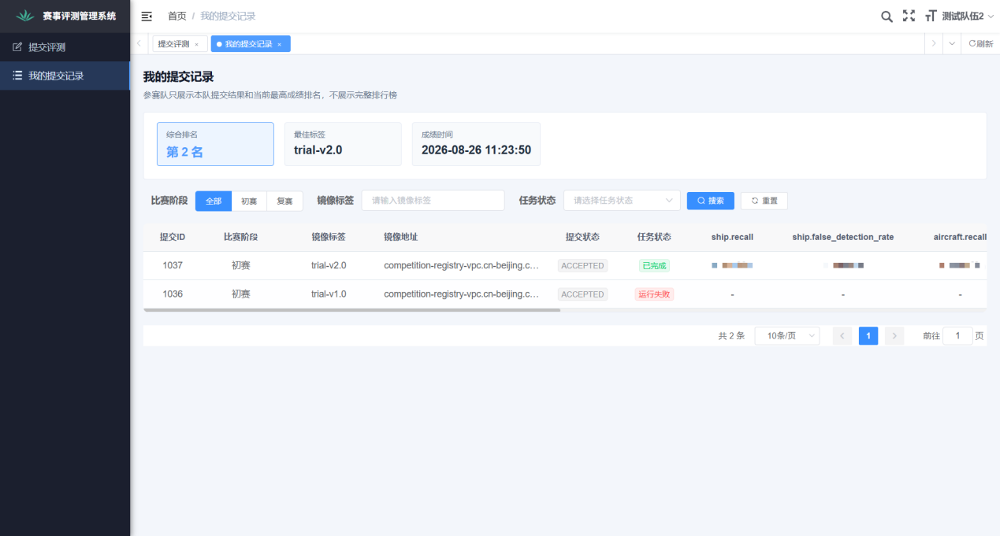 赛事评测管理系统
首页 / 我的提交记录
测试队伍2
提交评测
我的提交记录
提交评测 ×
我的提交记录 ×
刷新
我的提交记录
参赛队只展示本队提交结果和当前最高成绩排名，不展示完整排行榜
综合排名
第 2 名
最佳标签
trial-v2.0
成绩时间
2026-08-26 11:23:50
比赛阶段 全部 初赛 复赛 镜像标签 请输入镜像标签 任务状态 请选择任务状态 搜索 重置
提交ID 比赛阶段 镜像标签 镜像地址 提交状态 任务状态 ship.recall ship.false_detection_rate aircraft.recall
1037 初赛 trial-v2.0 competition-registry-vpc.cn-beijing.c... ACCEPTED 已完成
1036 初赛 trial-v1.0 competition-registry-vpc.cn-beijing.c... ACCEPTED 运行失败 - - -
共 2 条 10条/页 1 前往 1 页